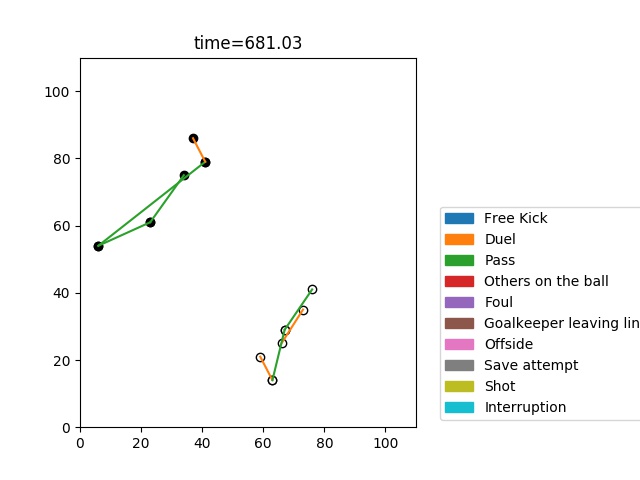 time=681.03
100
80
60
40
20
0
0 20 40 60 80 100
Free Kick
Duel
Pass
Others on the ball
Foul
Goalkeeper leaving lin
Offside
Save attempt
Shot
Interruption